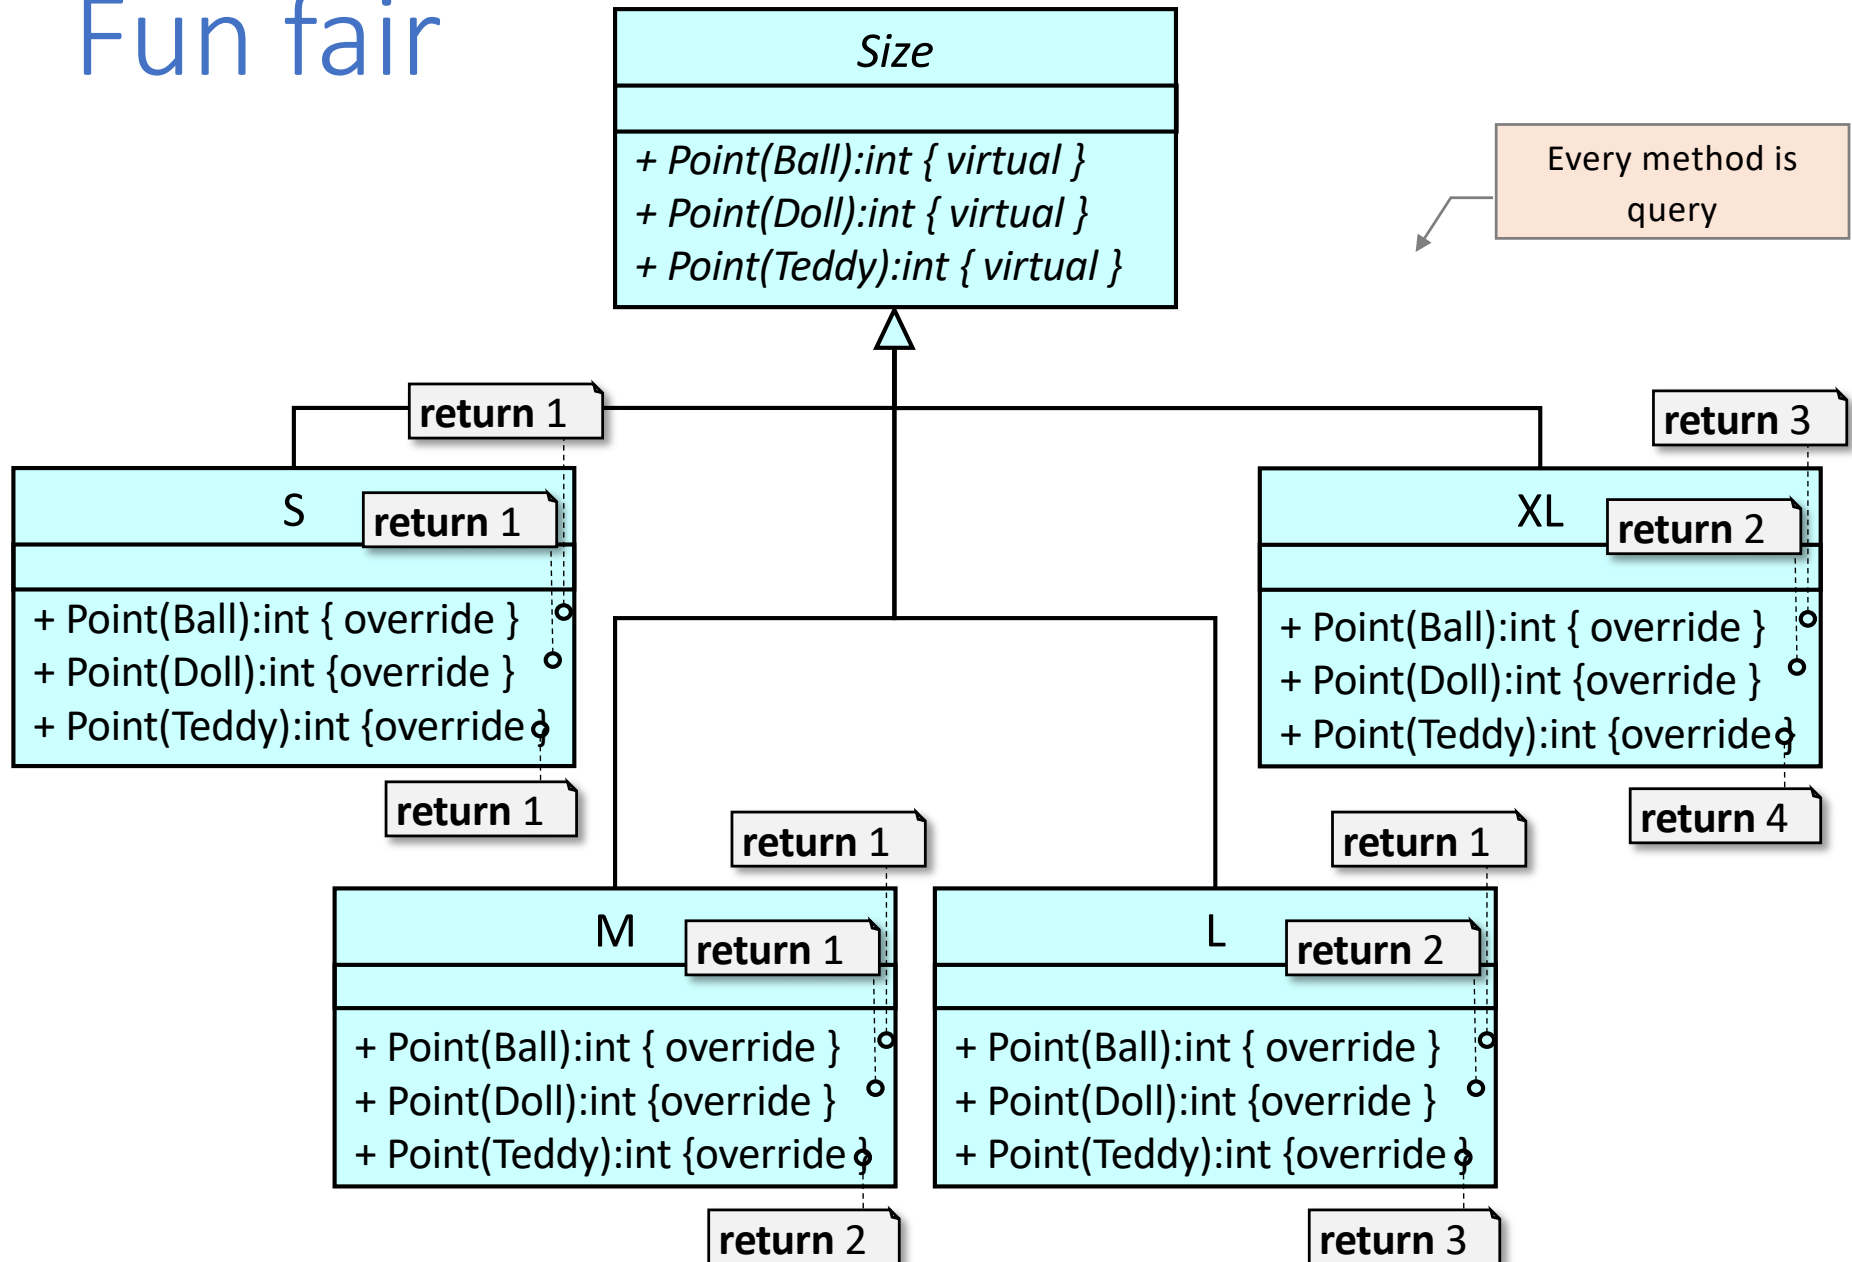 Fun fair
Size
+ Point(Ball):int { virtual }
+ Point(Doll):int { virtual }
+ Point(Teddy):int { virtual }
Every method is
query
return 1
return 3
S
return 1
XL
return 2
+ Point(Ball):int { override }
+ Point(Doll):int {override }
+ Point(Teddy):int {override }
+ Point(Ball):int { override }
+ Point(Doll):int {override }
+ Point(Teddy):int {override }
return 1
return 4
return 1
return 1
M
return 1
L
return 2
+ Point(Ball):int { override }
+ Point(Doll):int {override }
+ Point(Teddy):int {override }
+ Point(Ball):int { override }
+ Point(Doll):int {override }
+ Point(Teddy):int {override }
return 2
return 3